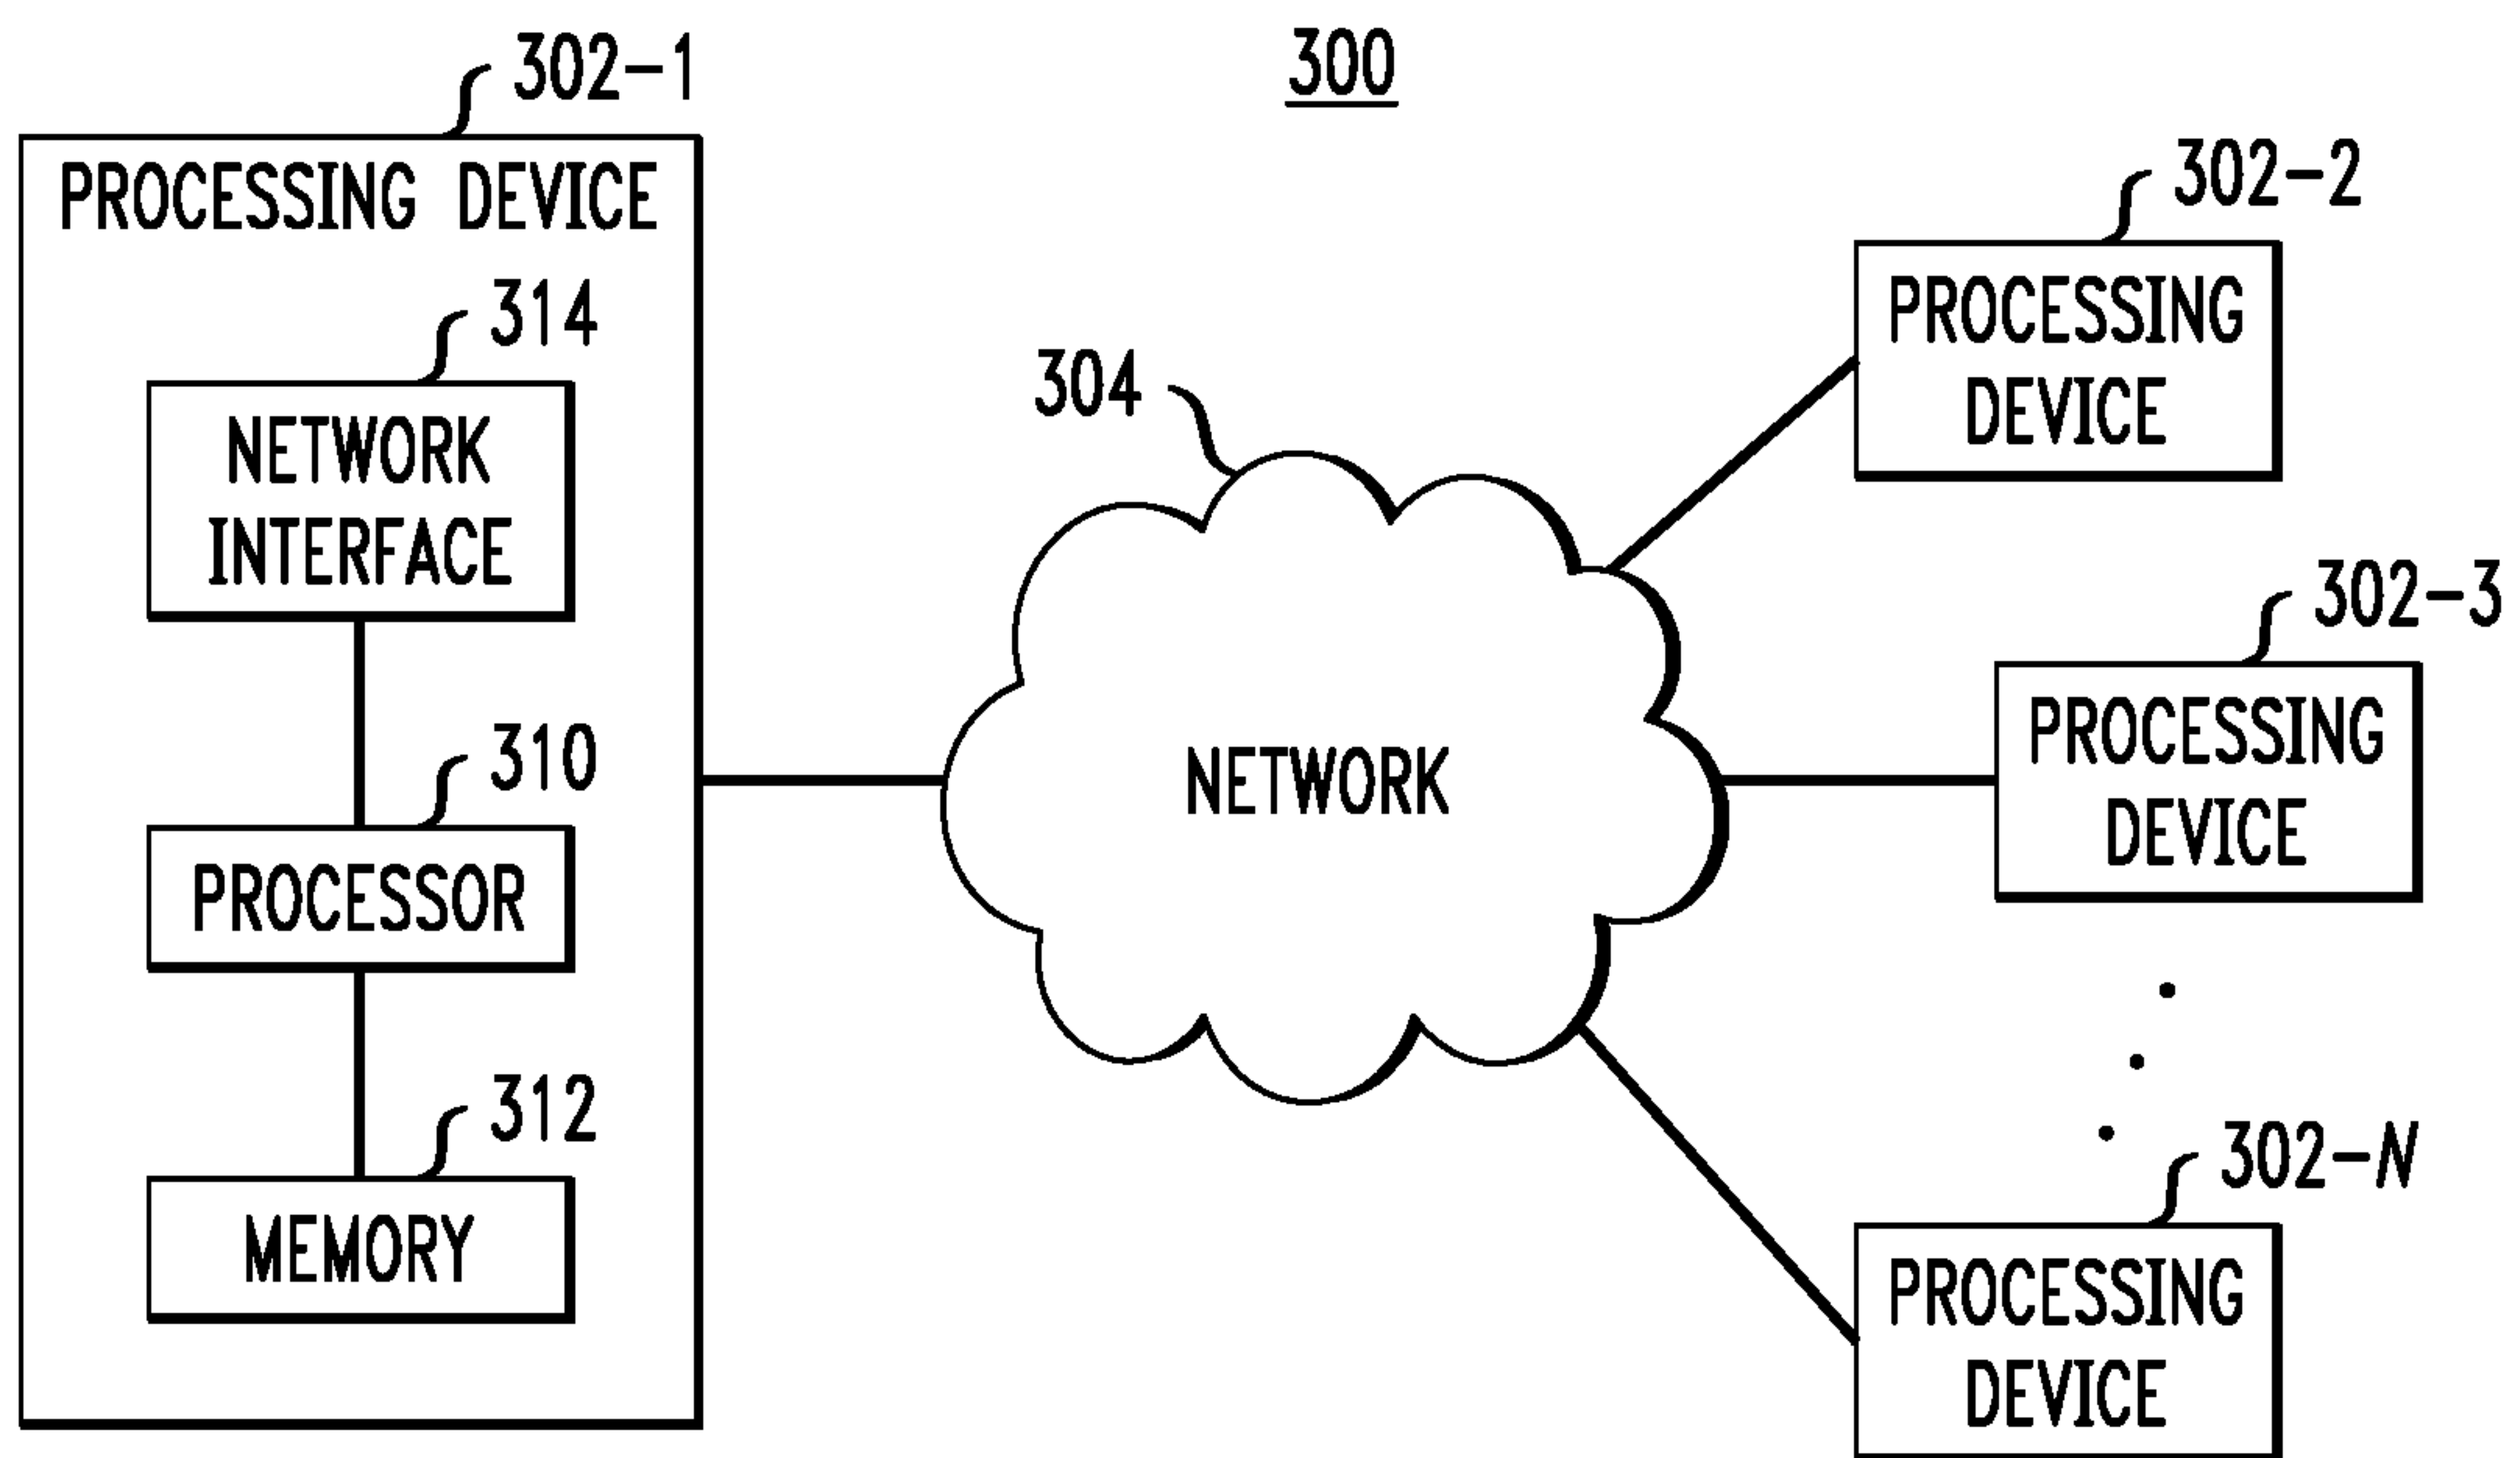 300
302-1
PROCESSING DEVICE
314
NETWORK
INTERFACE
310
PROCESSOR
312
MEMORY
304
NETWORK
302-2
PROCESSING
DEVICE
302-3
PROCESSING
DEVICE
302-N
PROCESSING
DEVICE